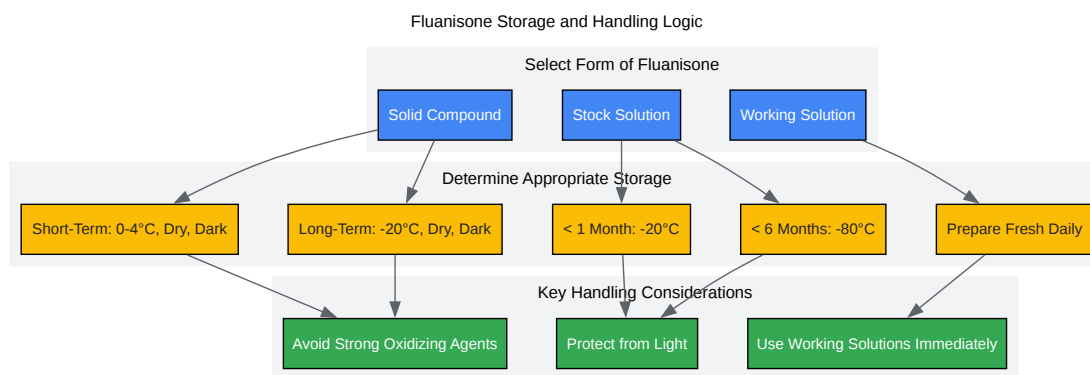 Fluanisone Storage and Handling Logic
Select Form of Fluanisone
Solid Compound
Stock Solution
Working Solution
Determine Appropriate Storage
Short-Term: 0-4°C, Dry, Dark
Long-Term: -20°C, Dry, Dark
< 1 Month: -20°C
< 6 Months: -80°C
Prepare Fresh Daily
Key Handling Considerations
Avoid Strong Oxidizing Agents
Protect from Light
Use Working Solutions Immediately